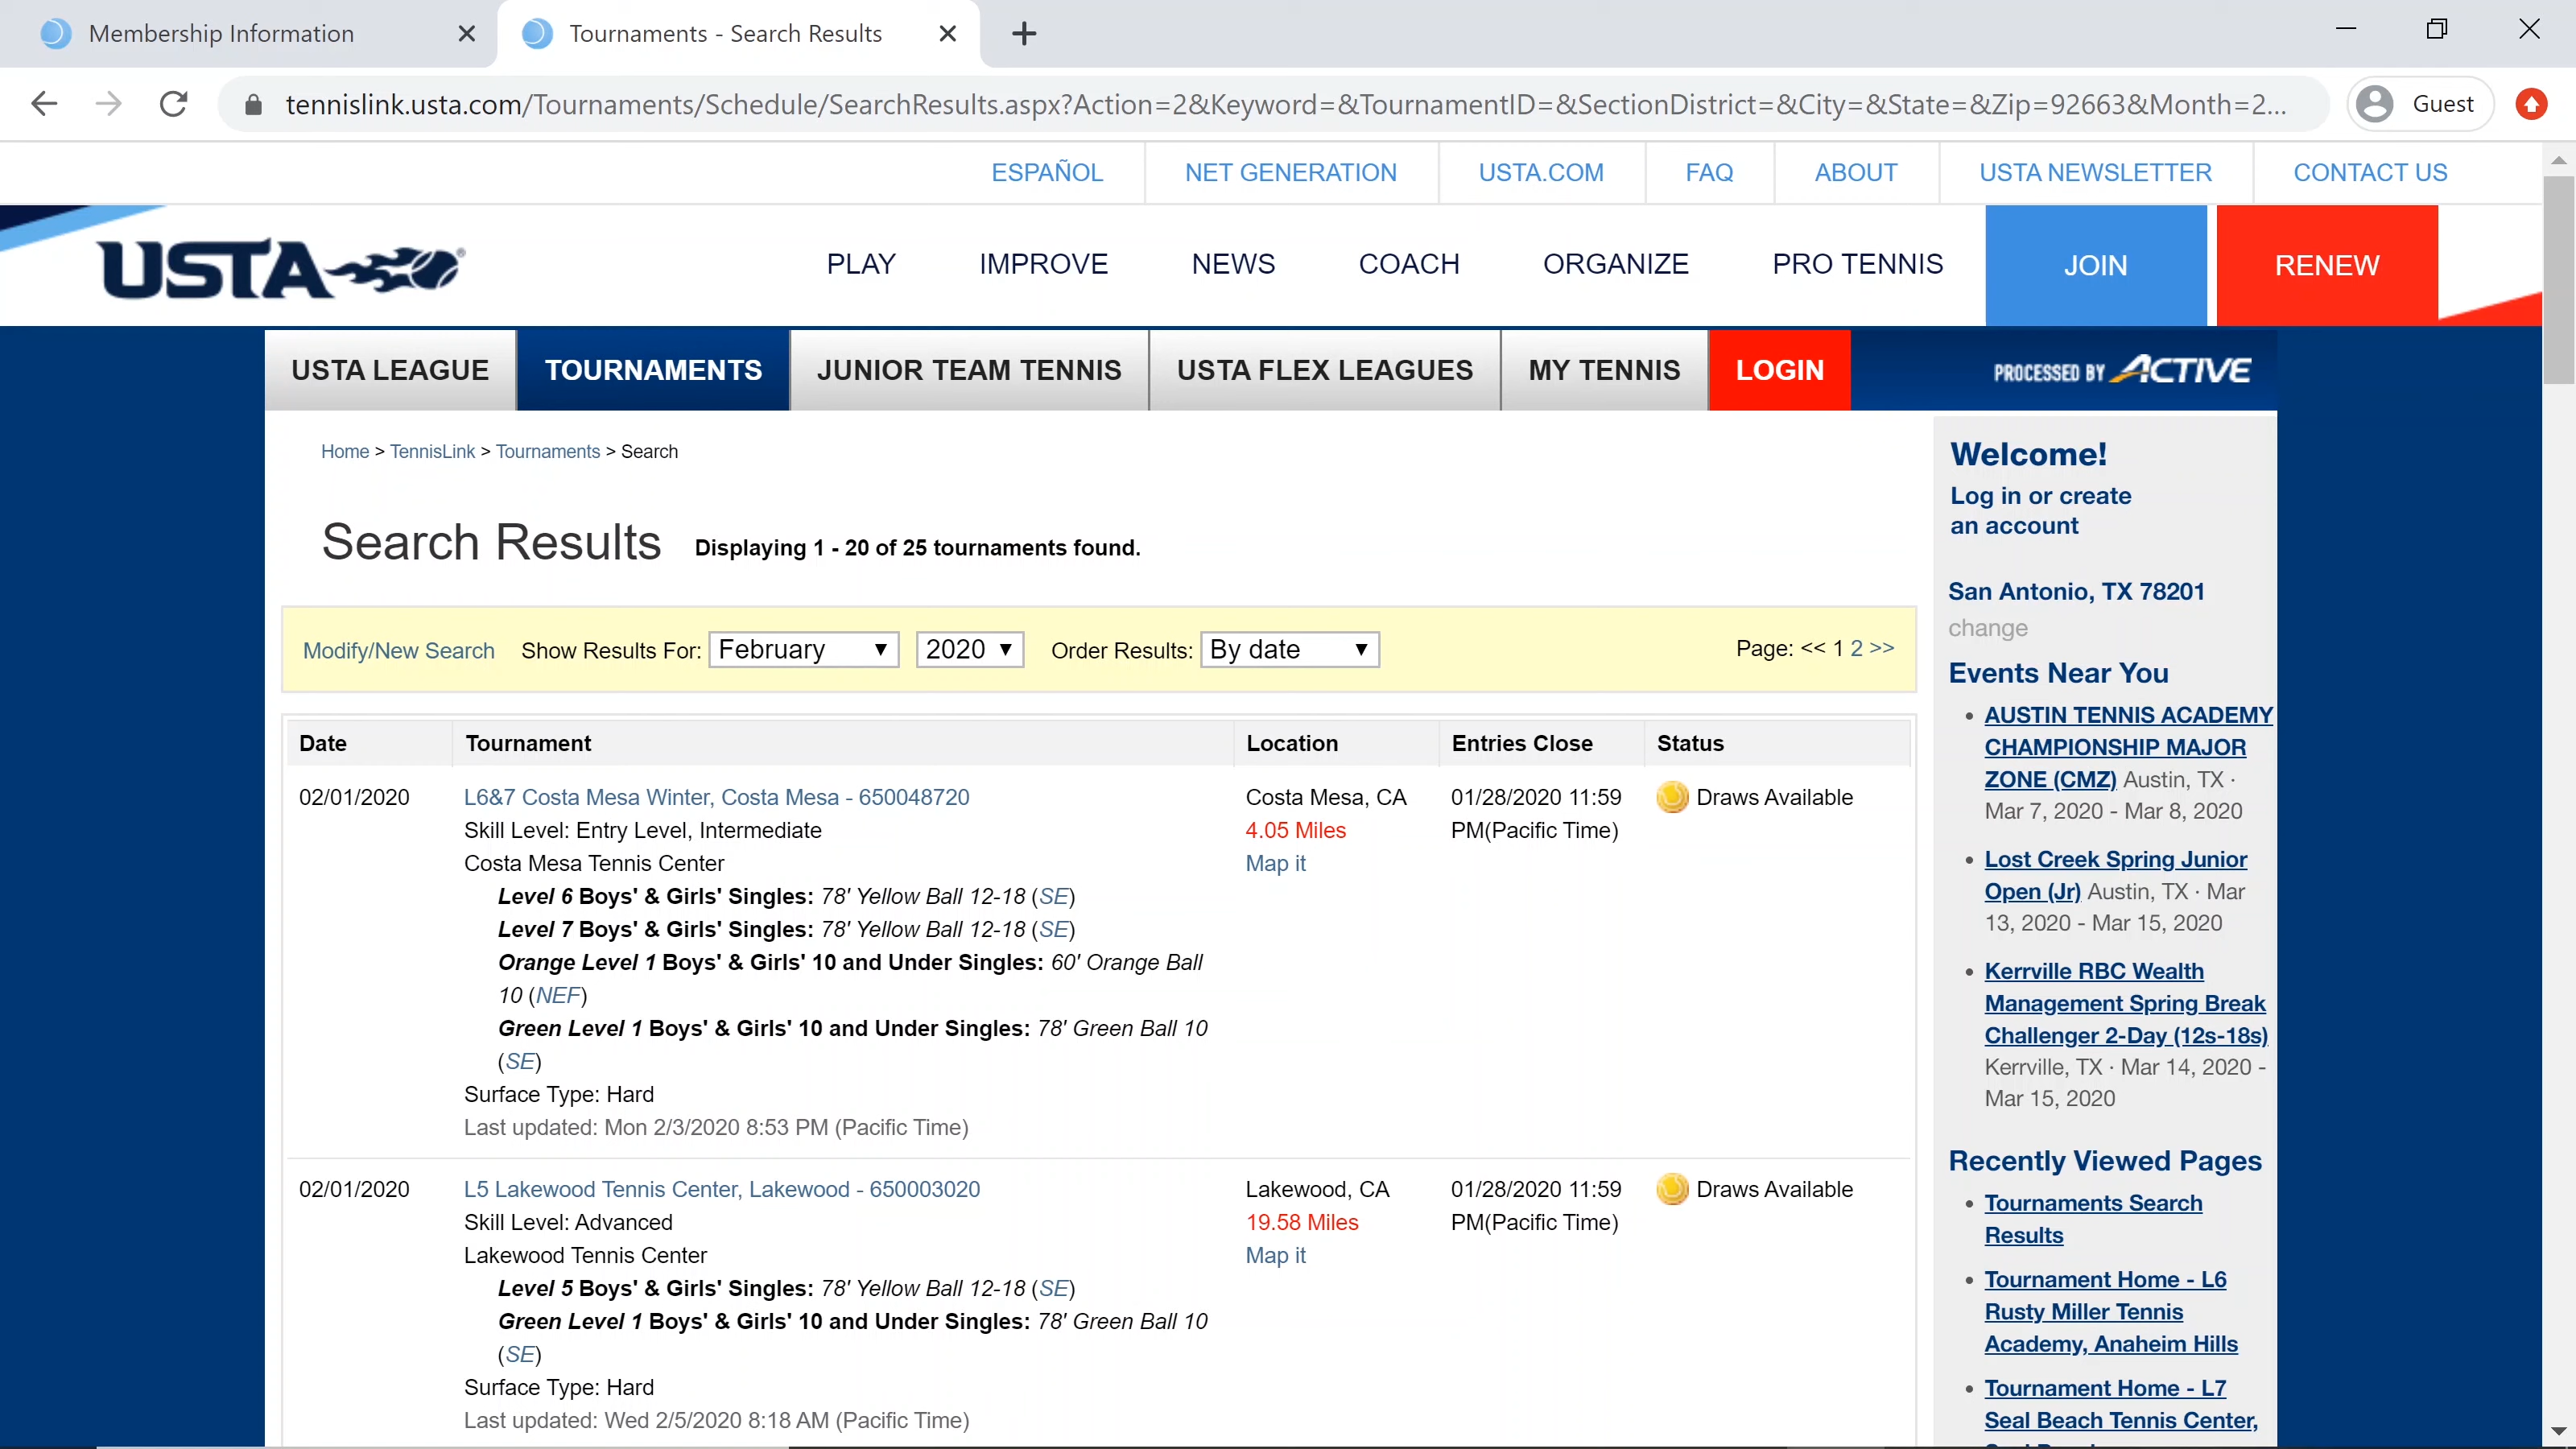 Membership Information
Tournaments - Search Results
tennislink.usta.com/Tournaments/Schedule/SearchResults.aspx?Action=2&Keyword=&TournamentID=&SectionDistrict=&City=&State=&Zip=92663&Month=2...
Guest
ESPAÑOL
NET GENERATION
USTA.COM
FAQ
ABOUT
USTA NEWSLETTER
CONTACT US
USTA
PLAY
IMPROVE
NEWS
COACH
ORGANIZE
PRO TENNIS
JOIN
RENEW
USTA LEAGUE
TOURNAMENTS
JUNIOR TEAM TENNIS
USTA FLEX LEAGUES
MY TENNIS
LOGIN
PROCESSED BY ACTIVE
Home > TennisLink > Tournaments > Search
Search Results Displaying 1 - 20 of 25 tournaments found.
Modify/New Search Show Results For: February 2020 Order Results: By date Page: << 1 2 >>
Date Tournament Location Entries Close Status
02/01/2020
L6&7 Costa Mesa Winter, Costa Mesa - 650048720
Skill Level: Entry Level, Intermediate
Costa Mesa Tennis Center
Level 6 Boys' & Girls' Singles: 78' Yellow Ball 12-18 (SE)
Level 7 Boys' & Girls' Singles: 78' Yellow Ball 12-18 (SE)
Orange Level 1 Boys' & Girls' 10 and Under Singles: 60' Orange Ball
10 (NEF)
Green Level 1 Boys' & Girls' 10 and Under Singles: 78' Green Ball 10
(SE)
Surface Type: Hard
Last updated: Mon 2/3/2020 8:53 PM (Pacific Time)
Costa Mesa, CA
4.05 Miles
Map it
01/28/2020 11:59
PM(Pacific Time)
Draws Available
02/01/2020
L5 Lakewood Tennis Center, Lakewood - 650003020
Skill Level: Advanced
Lakewood Tennis Center
Level 5 Boys' & Girls' Singles: 78' Yellow Ball 12-18 (SE)
Green Level 1 Boys' & Girls' 10 and Under Singles: 78' Green Ball 10
(SE)
Surface Type: Hard
Last updated: Wed 2/5/2020 8:18 AM (Pacific Time)
Lakewood, CA
19.58 Miles
Map it
01/28/2020 11:59
PM(Pacific Time)
Draws Available
Welcome!
Log in or create
an account
San Antonio, TX 78201
change
Events Near You
• AUSTIN TENNIS ACADEMY
CHAMPIONSHIP MAJOR
ZONE (CMZ) Austin, TX ·
Mar 7, 2020 - Mar 8, 2020
• Lost Creek Spring Junior
Open (Jr) Austin, TX · Mar
13, 2020 - Mar 15, 2020
• Kerrville RBC Wealth
Management Spring Break
Challenger 2-Day (12s-18s)
Kerrville, TX · Mar 14, 2020 -
Mar 15, 2020
Recently Viewed Pages
• Tournaments Search
Results
• Tournament Home - L6
Rusty Miller Tennis
Academy, Anaheim Hills
• Tournament Home - L7
Seal Beach Tennis Center,